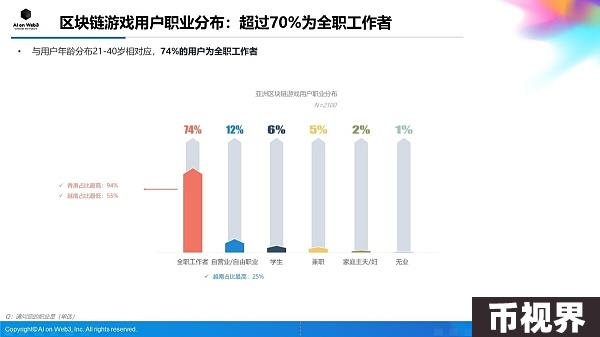 区块链游戏用户职业分布：超过70%为全职工作者
AI on Web3
• 与用户年龄分布21-40岁相对应，74%的用户为全职工作者
亚洲区块链游戏用户职业分布
N=2100
74% 12% 6% 5% 2% 1%
✓ 香港占比最高：94%
✓ 越南占比最低：55%
全职工作者 自营业/自由职业 学生 兼职 家庭主夫/妇 无业
✓ 越南占比最高：25%
Q：请问您的职业是（单选）
Copyright© AI on Web3, Inc. All rights reserved.
币视界